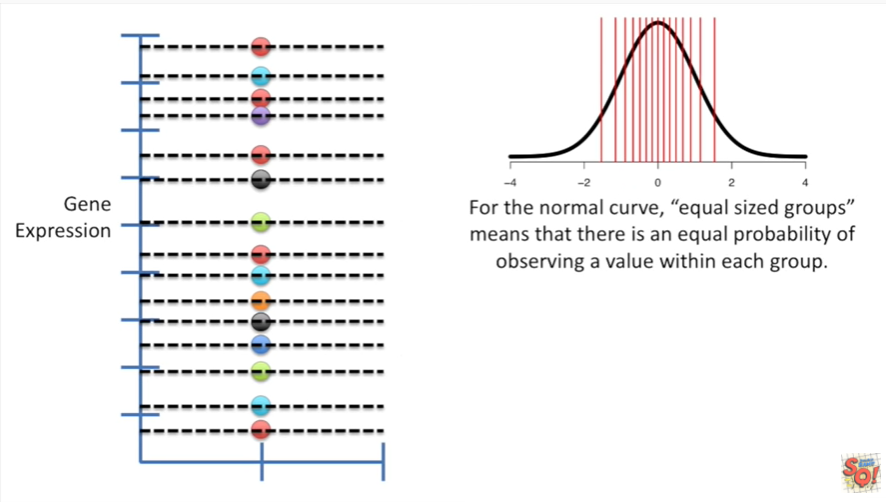 Gene
Expression
-4
-2
0
2
4
For the normal curve, “equal sized groups”
means that there is an equal probability of
observing a value within each group.
SQ!